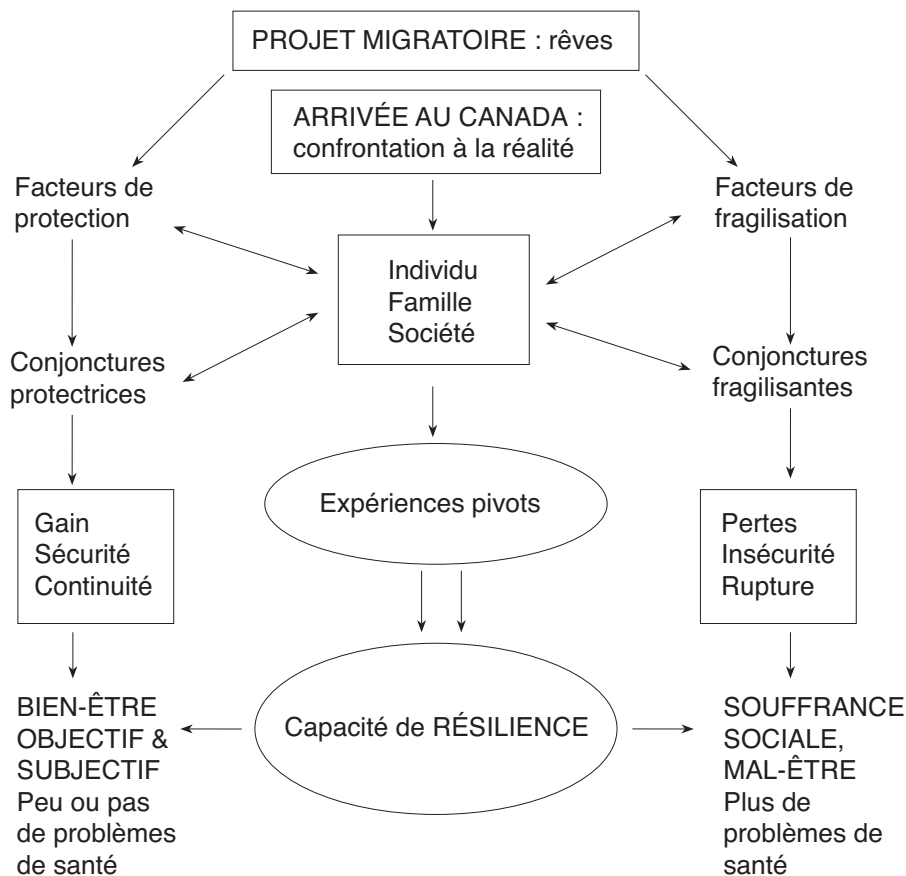 PROJET MIGRATOIRE : rêves
ARRIVÉE AU CANADA :
confrontation à la réalité
Facteurs de
protection
Facteurs de
fragilisation
Individu
Famille
Société
Conjonctures
protectrices
Conjonctures
fragilisantes
Expériences pivots
Gain
Sécurité
Continuité
Pertes
Insécurité
Rupture
Capacité de RÉSILIENCE
BIEN-ÊTRE
OBJECTIF &
SUBJECTIF
Peu ou pas
de problèmes
de santé
SOUFFRANCE
SOCIALE,
MAL-ÊTRE
Plus de
problèmes de
santé